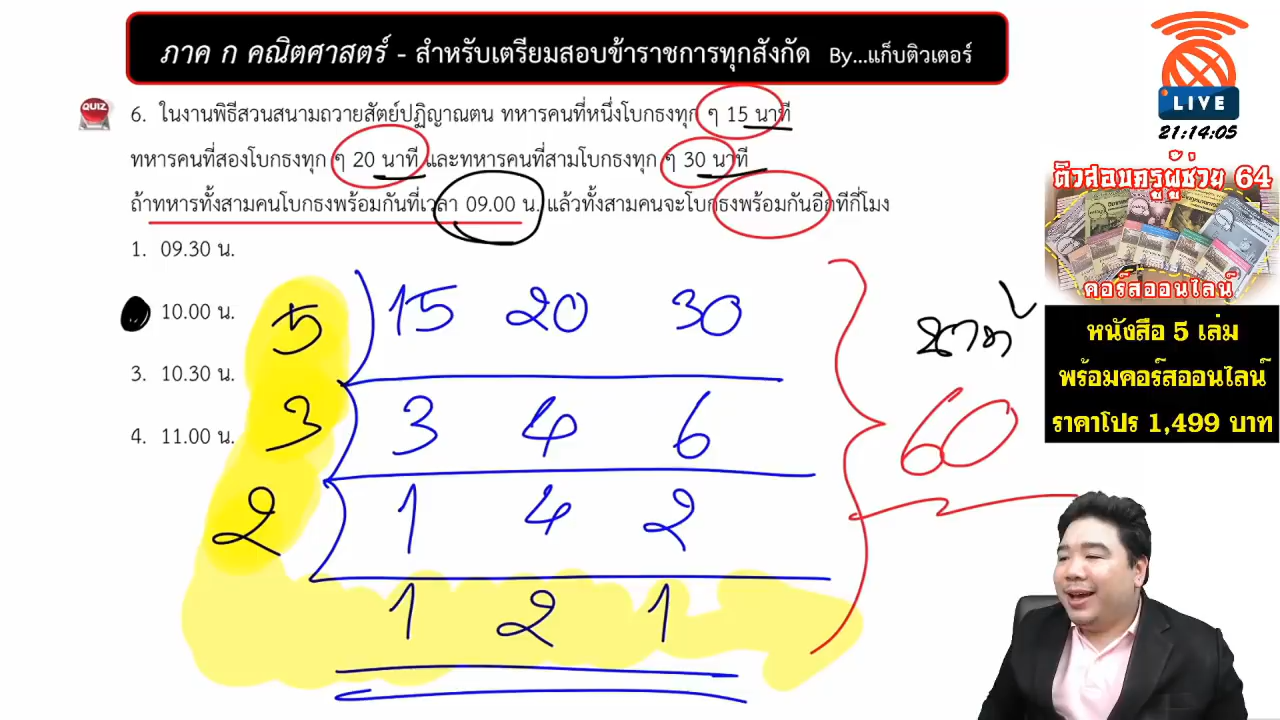 ภาค ก คณิตศาสตร์ - สำหรับเตรียมสอบข้าราชการทุกสังกัด By...แก็บติวเตอร์
LIVE
21:14:05
QUIZ
6. ในงานพิธีสวนสนามถวายสัตย์ปฏิญาณตน ทหารคนที่หนึ่งโบกธงทุก ๆ 15 นาที
ทหารคนที่สองโบกธงทุก ๆ 20 นาที และทหารคนที่สามโบกธงทุก ๆ 30 นาที
ถ้าทหารทั้งสามคนโบกธงพร้อมกันที่เวลา 09.00 น. แล้วทั้งสามคนจะโบกธงพร้อมกันอีกทีกี่โมง
1. 09.30 น.
10.00 น.
3. 10.30 น.
4. 11.00 น.
5 15 20 30
3 3 4 6
2 1 4 2
1 2 1
นาที
60
ติวสอบครูผู้ช่วย 64
คอร์สออนไลน์
หนังสือ 5 เล่ม
พร้อมคอร์สออนไลน์
ราคาโปร 1,499 บาท